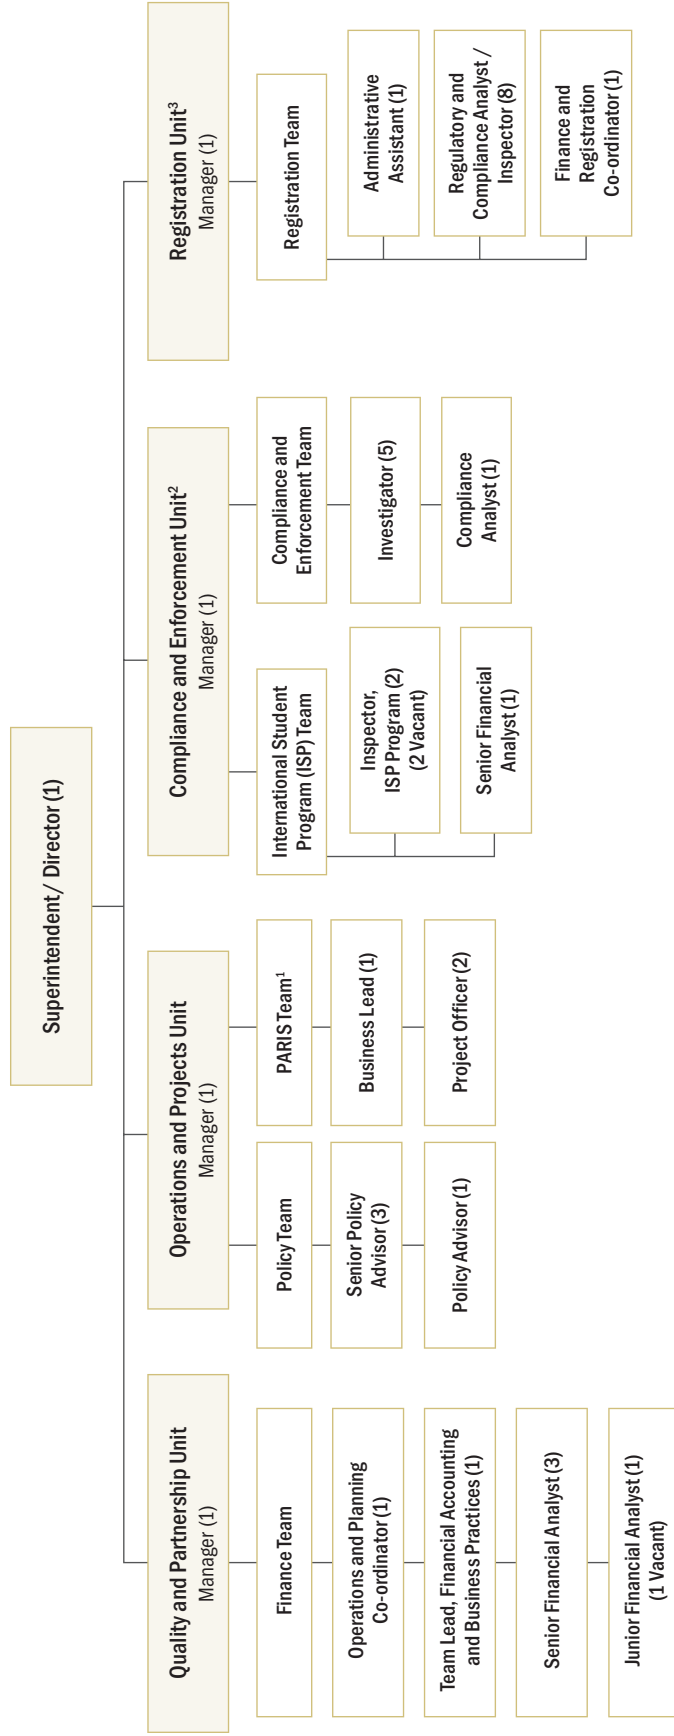 Superintendent/ Director (1)
Quality and Partnership Unit
Manager (1)
Finance Team
Operations and Planning
Co-ordinator (1)
Team Lead, Financial Accounting
and Business Practices (1)
Senior Financial Analyst (3)
Junior Financial Analyst (1)
(1 Vacant)
Operations and Projects Unit
Manager (1)
Policy Team
Senior Policy
Advisor (3)
Policy Advisor (1)
PARIS Team¹
Business Lead (1)
Project Officer (2)
Compliance and Enforcement Unit²
Manager (1)
International Student
Program (ISP) Team
Inspector,
ISP Program (2)
(2 Vacant)
Senior Financial
Analyst (1)
Compliance and
Enforcement Team
Investigator (5)
Compliance
Analyst (1)
Registration Unit³
Manager (1)
Registration Team
Administrative
Assistant (1)
Regulatory and
Compliance Analyst /
Inspector (8)
Finance and
Registration
Co-ordinator (1)